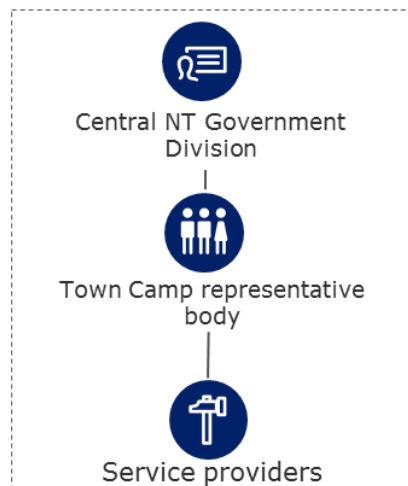 Central NT Government
Division
Town Camp representative
body
Service providers